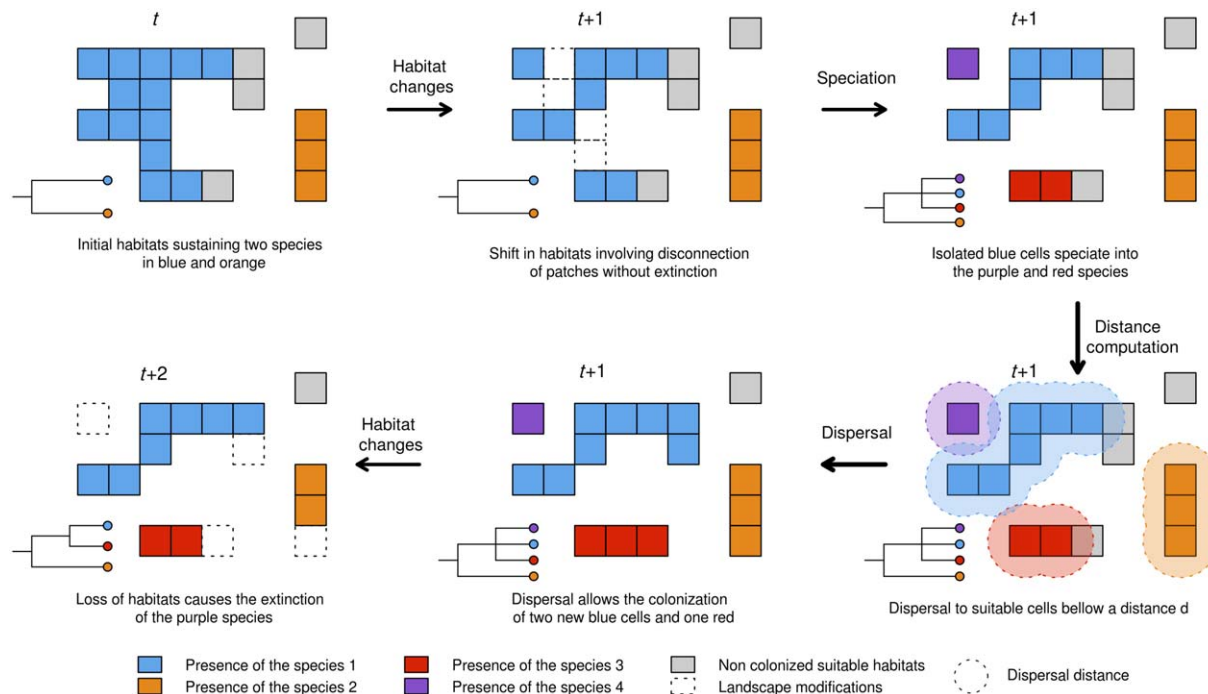 t
Habitat
changes
t+1
Speciation
t+1
Initial habitats sustaining two species
in blue and orange
Shift in habitats involving disconnection
of patches without extinction
Isolated blue cells speciate into
the purple and red species
Distance
computation
t+2
Habitat
changes
t+1
Dispersal
t+1
Loss of habitats causes the extinction
of the purple species
Dispersal allows the colonization
of two new blue cells and one red
Dispersal to suitable cells bellow a distance d
Presence of the species 1
Presence of the species 2
Presence of the species 3
Presence of the species 4
Non colonized suitable habitats
Landscape modifications
Dispersal distance